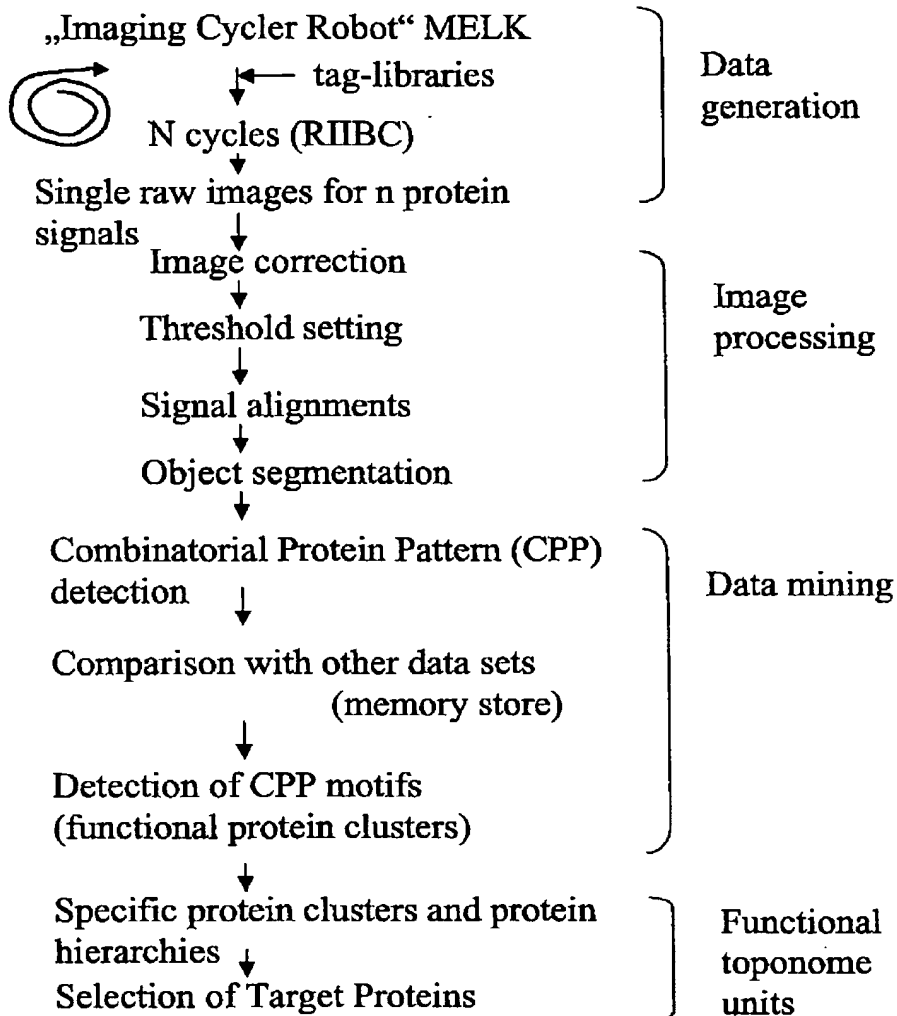 „Imaging Cycler Robot“ MELK
tag-libraries
Data
generation
N cycles (RIIBC)
Single raw images for n protein
signals
Image correction
Threshold setting
Image
processing
Signal alignments
Object segmentation
Combinatorial Protein Pattern (CPP)
detection
Data mining
Comparison with other data sets
(memory store)
Detection of CPP motifs
(functional protein clusters)
Specific protein clusters and protein
hierarchies
Functional
toponome
units
Selection of Target Proteins